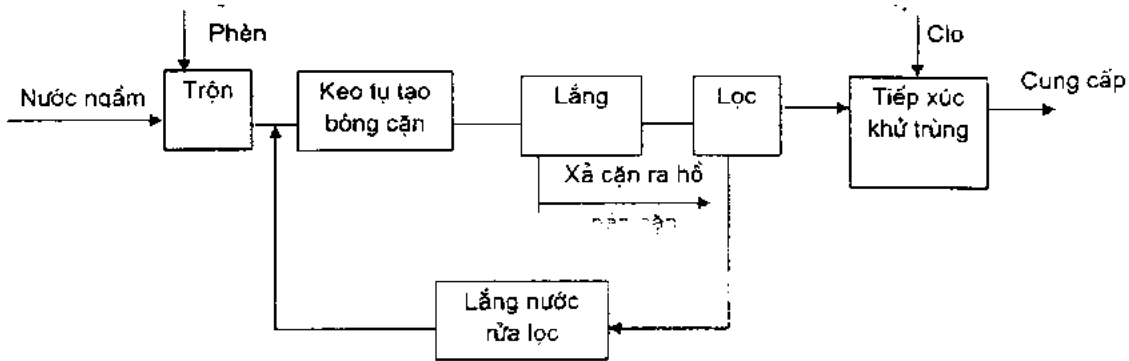 Phèn
Clo
Nước ngầm
Trộn
Keo tụ tạo
bông cặn
Lắng
Lọc
Tiếp xúc
khử trùng
Cung cấp
Xả cặn ra hồ
Lắng nước
rửa lọc